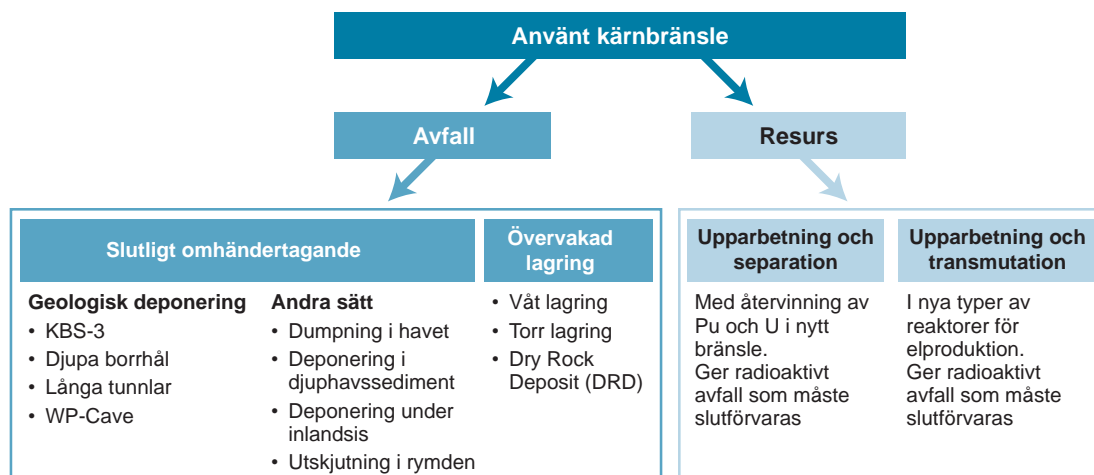 Använt kärnbränsle
Avfall
Resurs
Slutligt omhändertagande
Geologisk deponering
• KBS-3
• Djupa borrhål
• Långa tunnlar
• WP-Cave
Andra sätt
• Dumpning i havet
• Deponering i
djuphavssediment
• Deponering under
inlandsis
• Utskjutning i rymden
Övervakad
lagring
• Våt lagring
• Torr lagring
• Dry Rock
Deposit (DRD)
Upparbetning och
separation
Med återvinning av
Pu och U i nytt
bränsle.
Ger radioaktivt
avfall som måste
slutförvaras
Upparbetning och
transmutation
I nya typer av
reaktorer för
elproduktion.
Ger radioaktivt
avfall som måste
slutförvaras